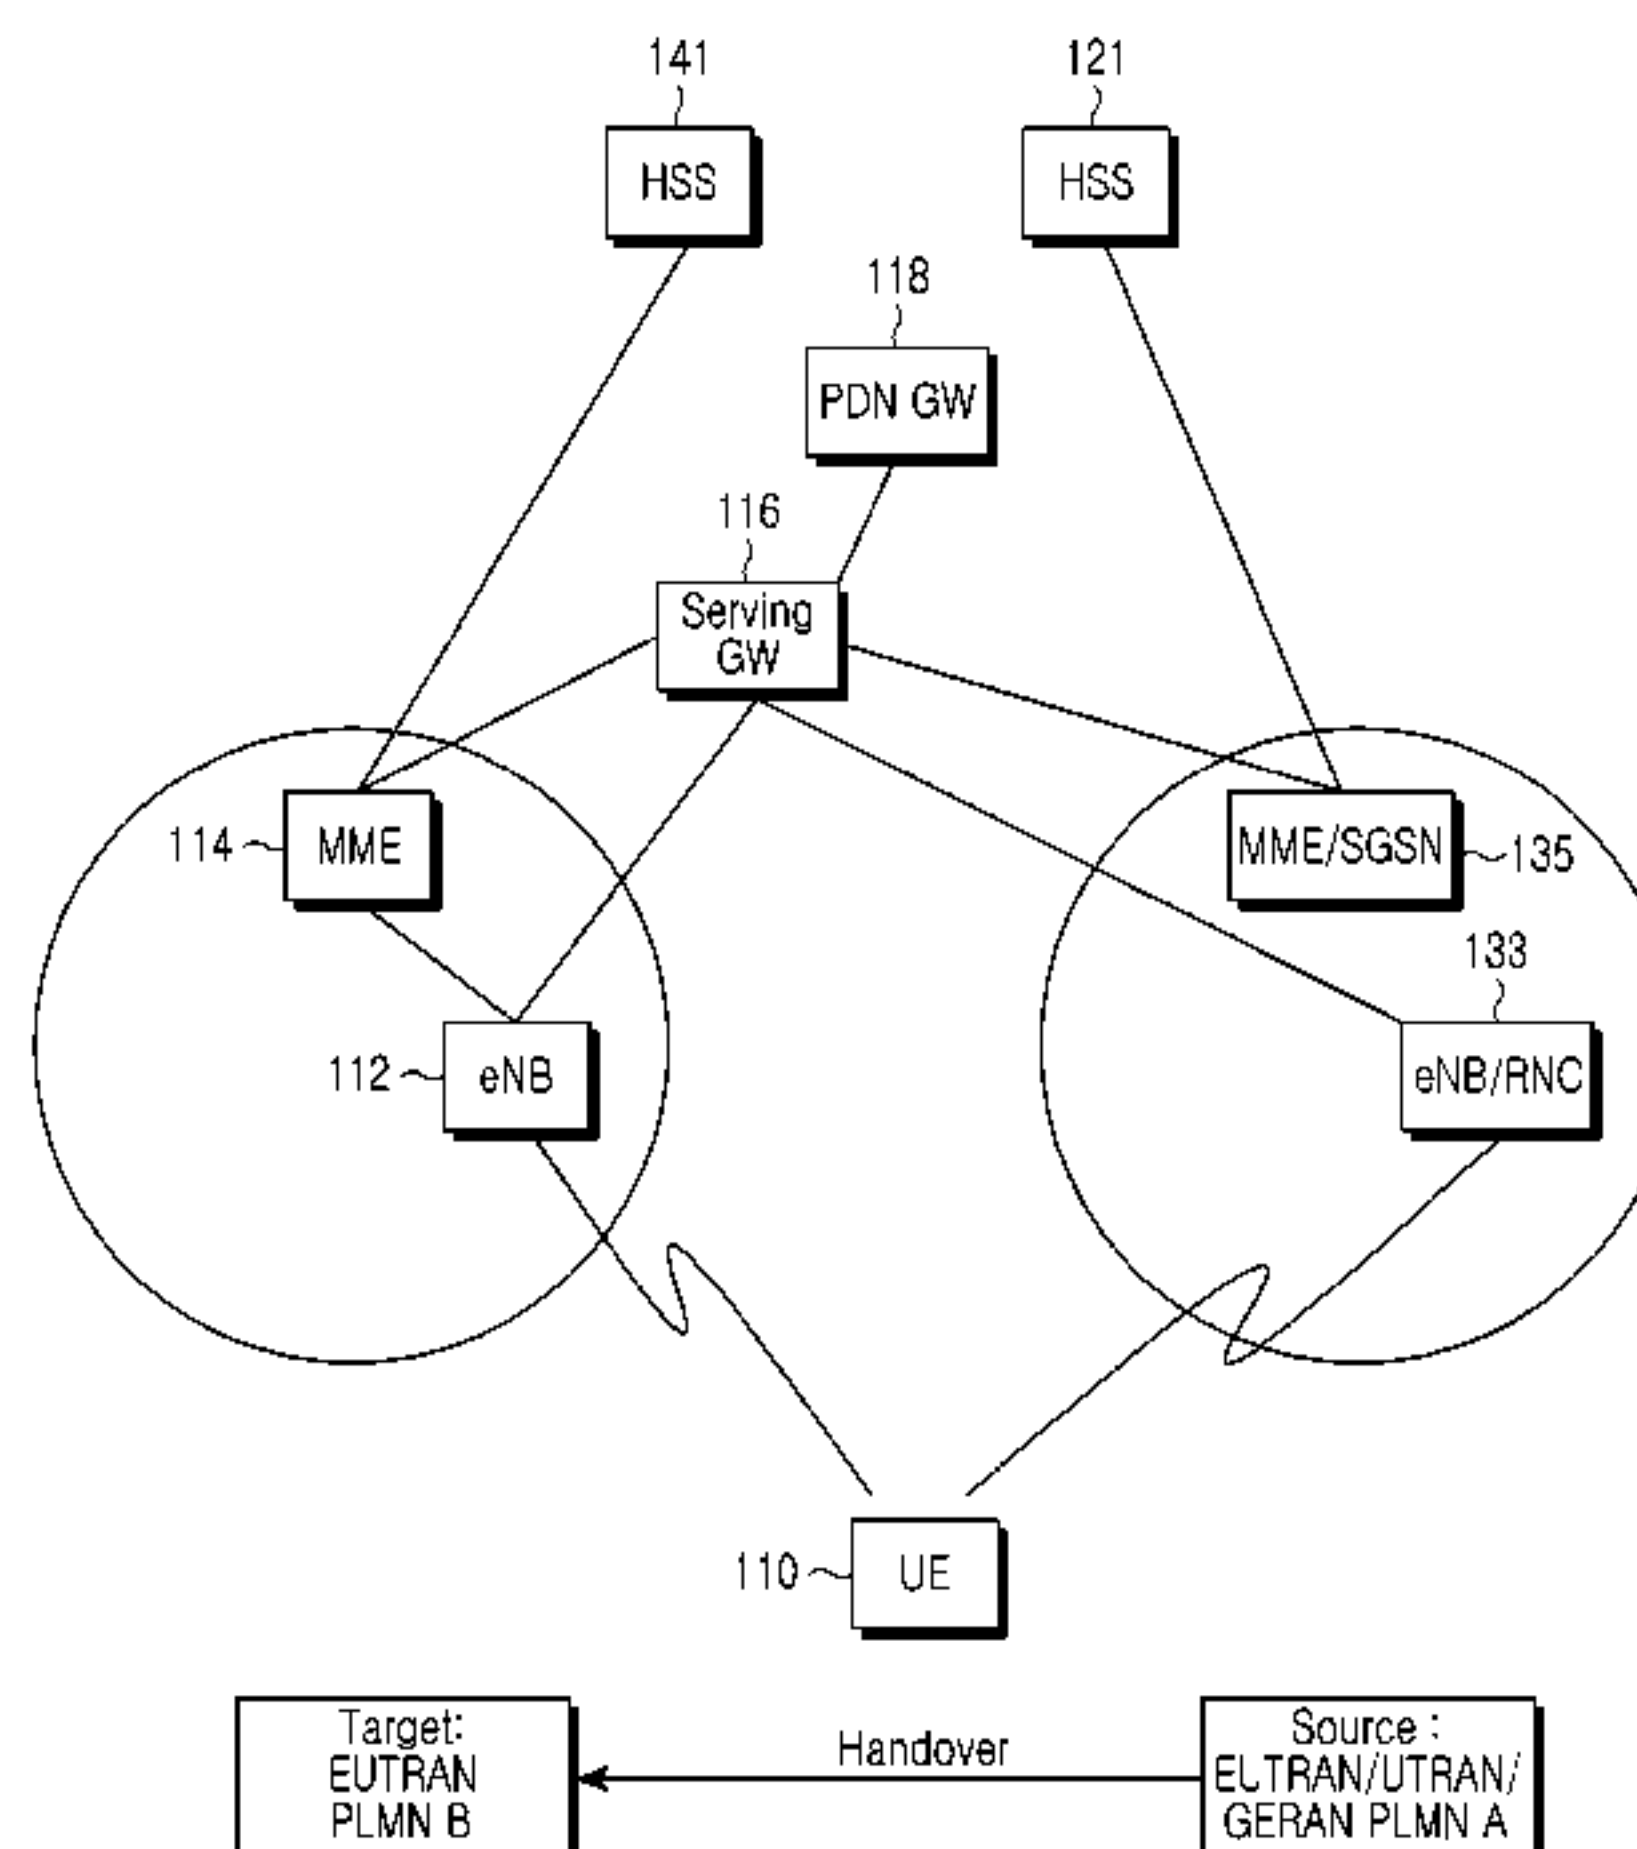 141
121
HSS
HSS
118
PDN GW
116
Serving
GW
114
MME
MME/SGSN
135
133
112
eNB
eNB/RNC
110
UE
Target:
EUTRAN
PLMN B
Handover
Source :
ELTRAN/UTRAN/
GERAN PLMN A